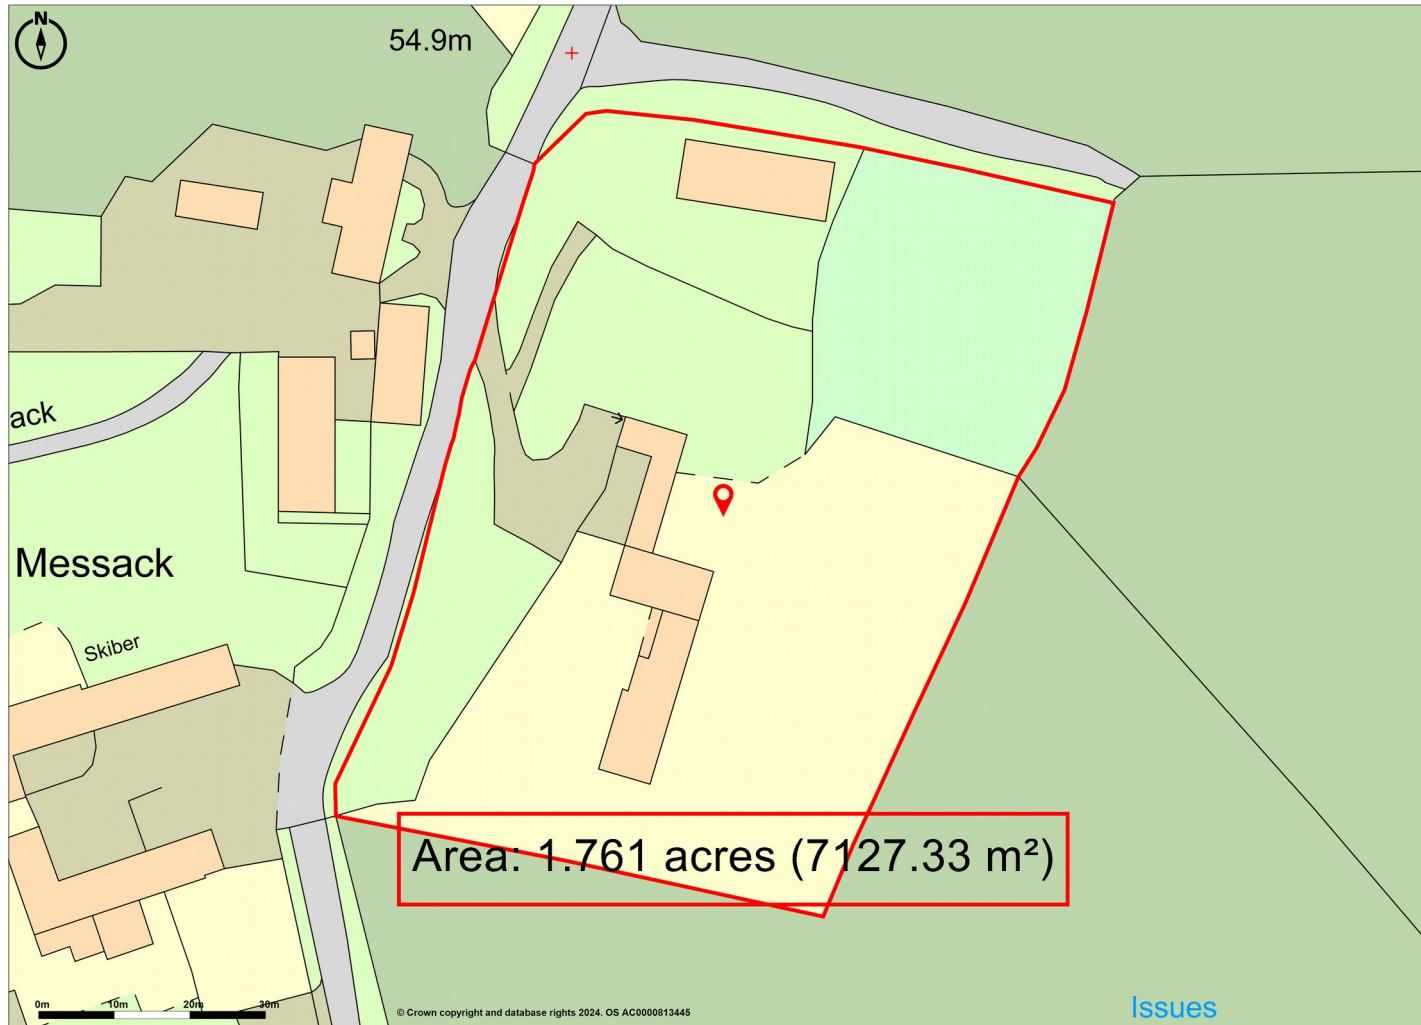 N
54.9m
ack
Messack
Skiber
Area: 1.761 acres (7127.33 m²)
0m 10m 20m 30m
© Crown copyright and database rights 2024. OS AC0000813445
Issues